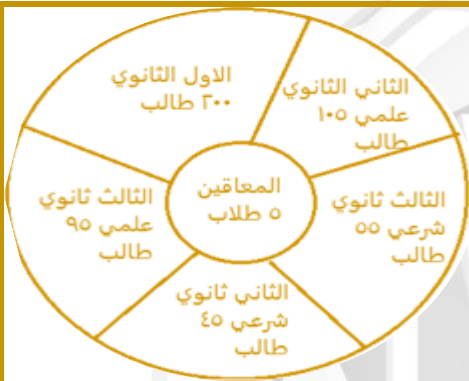 الاول الثانوي
٢٠٠ طالب
الثاني الثانوي
علمي ١٠٥
طالب
المعاقين
٥ طلاب
الثالث ثانوي
شرعي ٥٥
طالب
الثالث ثانوي
علمي ٩٥
طالب
الثاني ثانوي
شرعي ٤٥
طالب